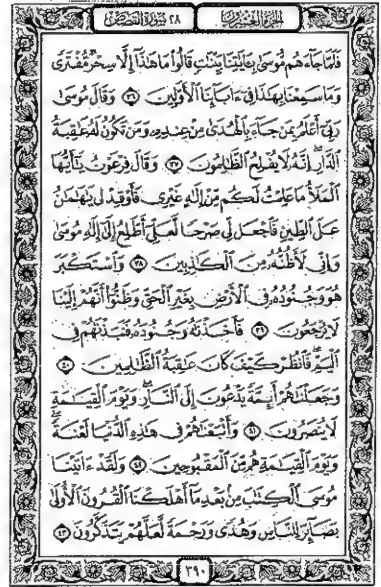 الجزء العشرون ٢٨ سورة القصص
فَلَمَّا جَآءَهُم مُّوسَىٰ بِـَٔايَٰتِنَا بَيِّنَٰتٍ قَالُوا۟ مَا هَٰذَآ إِلَّا سِحْرٌ مُّفْتَرًى
وَمَا سَمِعْنَا بِهَٰذَا فِىٓ ءَابَآئِنَا ٱلْأَوَّلِينَ ٣٦ وَقَالَ مُوسَىٰ
رَبِّىٓ أَعْلَمُ بِمَن جَآءَ بِٱلْهُدَىٰ مِنْ عِندِهِۦ وَمَن تَكُونُ لَهُۥ عَٰقِبَةُ
ٱلدَّارِ ۖ إِنَّهُۥ لَا يُفْلِحُ ٱلظَّٰلِمُونَ ٣٧ وَقَالَ فِرْعَوْنُ يَٰٓأَيُّهَا
ٱلْمَلَأُ مَا عَلِمْتُ لَكُم مِّنْ إِلَٰهٍ غَيْرِى فَأَوْقِدْ لِى يَٰهَٰمَٰنُ
عَلَى ٱلطِّينِ فَٱجْعَل لِّى صَرْحًا لَّعَلِّىٓ أَطَّلِعُ إِلَىٰٓ إِلَٰهِ مُوسَىٰ
وَإِنِّى لَأَظُنُّهُۥ مِنَ ٱلْكَٰذِبِينَ ٣٨ وَٱسْتَكْبَرَ
هُوَ وَجُنُودُهُۥ فِى ٱلْأَرْضِ بِغَيْرِ ٱلْحَقِّ وَظَنُّوٓا۟ أَنَّهُمْ إِلَيْنَا
لَا يُرْجَعُونَ ٣٩ فَأَخَذْنَٰهُ وَجُنُودَهُۥ فَنَبَذْنَٰهُمْ فِى
ٱلْيَمِّ ۖ فَٱنظُرْ كَيْفَ كَانَ عَٰقِبَةُ ٱلظَّٰلِمِينَ ٤٠
وَجَعَلْنَٰهُمْ أَئِمَّةً يَدْعُونَ إِلَى ٱلنَّارِ ۖ وَيَوْمَ ٱلْقِيَٰمَةِ
لَا يُنصَرُونَ ٤١ وَأَتْبَعْنَٰهُمْ فِى هَٰذِهِ ٱلدُّنْيَا لَعْنَةً ۖ
وَيَوْمَ ٱلْقِيَٰمَةِ هُم مِّنَ ٱلْمَقْبُوحِينَ ٤٢ وَلَقَدْ ءَاتَيْنَا
مُوسَى ٱلْكِتَٰبَ مِنۢ بَعْدِ مَآ أَهْلَكْنَا ٱلْقُرُونَ ٱلْأُولَىٰ
بَصَآئِرَ لِلنَّاسِ وَهُدًى وَرَحْمَةً لَّعَلَّهُمْ يَتَذَكَّرُونَ ٤٣
٣٩٠